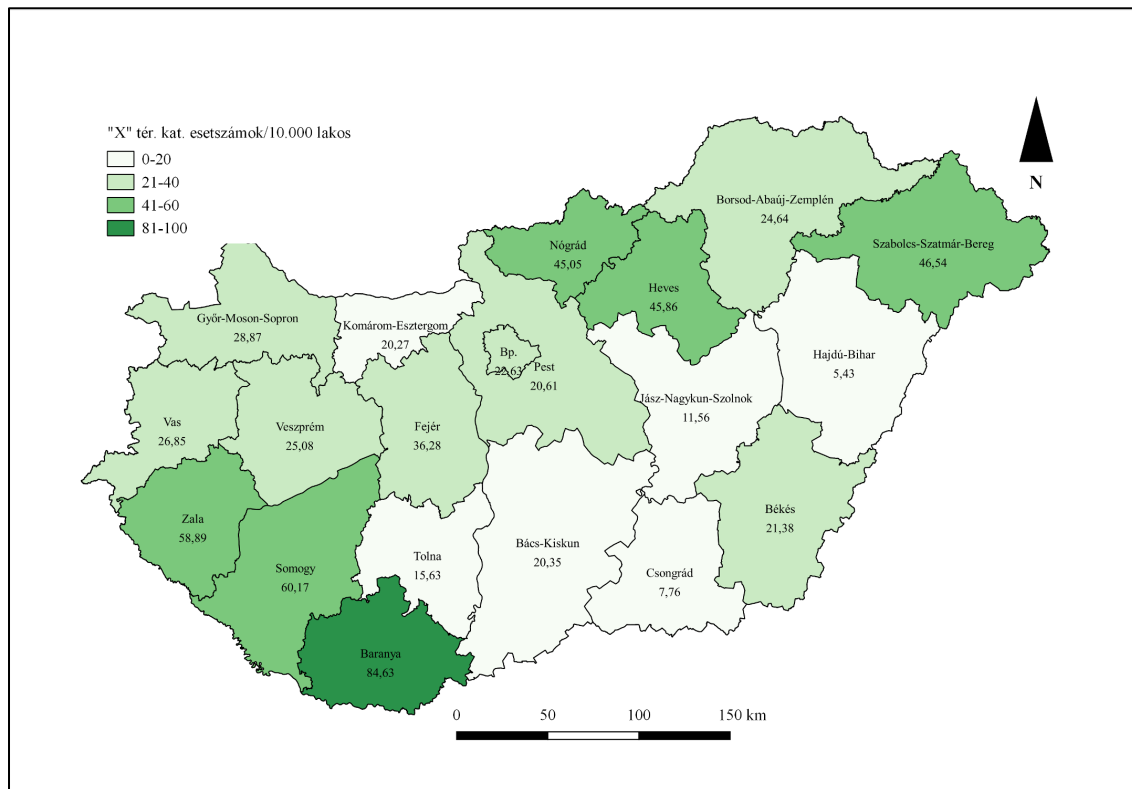 "X" tér. kat. esetszámok/10.000 lakos
0-20
21-40
41-60
81-100
N
Borsod-Abaúj-Zemplén
24,64
Szabolcs-Szatmár-Bereg
46,54
Nógrád
45,05
Heves
45,86
Győr-Moson-Sopron
28,87
Komárom-Esztergom
20,27
Bp.
22,63
Pest
20,61
Hajdú-Bihar
5,43
Jász-Nagykun-Szolnok
11,56
Vas
26,85
Veszprém
25,08
Fejér
36,28
Zala
58,89
Somogy
60,17
Tolna
15,63
Bács-Kiskun
20,35
Csongrád
7,76
Békés
21,38
Baranya
84,63
0 50 100 150 km